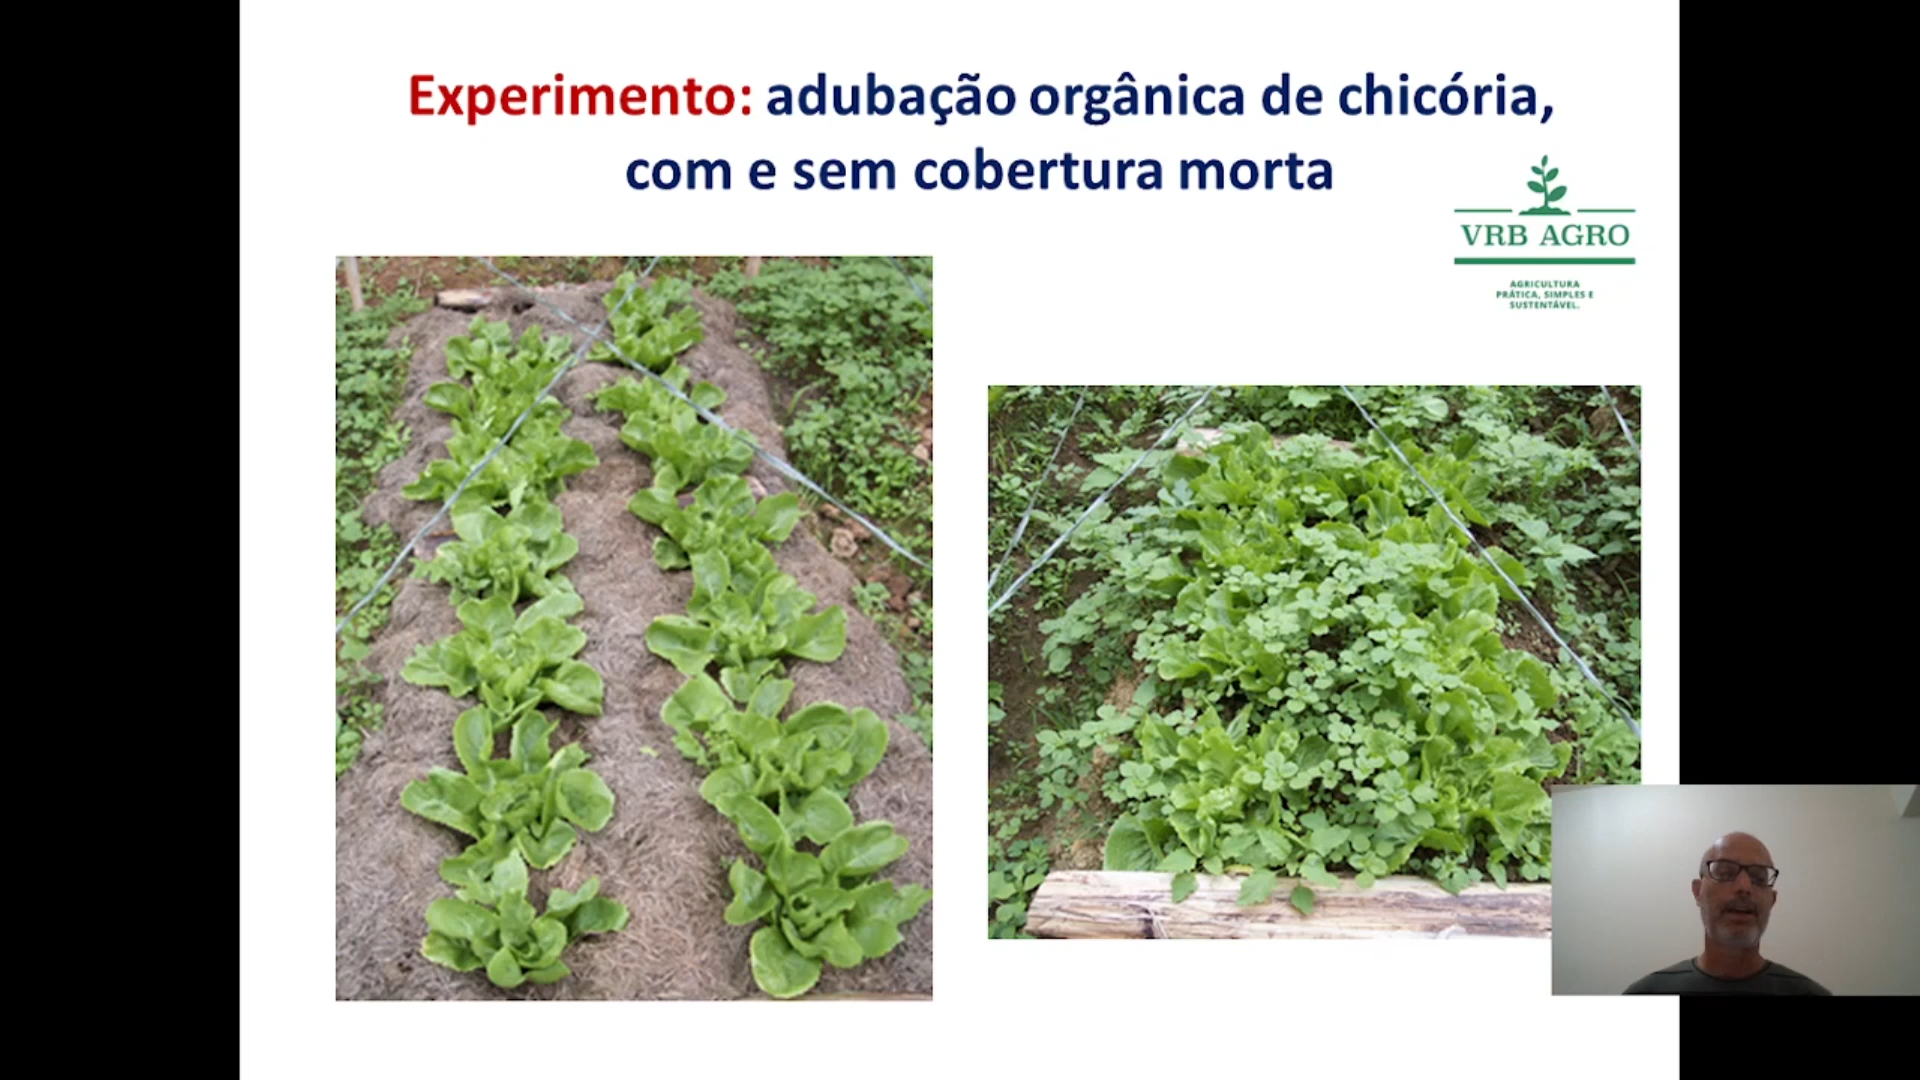 Experimento: adubação orgânica de chicória,
com e sem cobertura morta
VRB AGRO
AGRICULTURA
PRÁTICA, SIMPLES E
SUSTENTÁVEL.